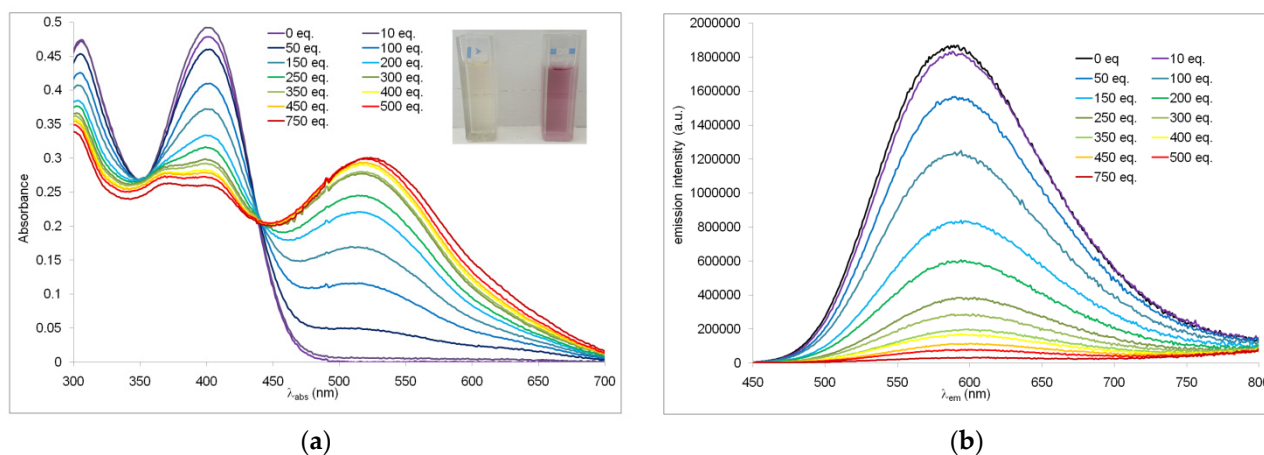 0.5
0.45
0.4
0.35
0.3
0.25
0.2
0.15
0.1
0.05
0
Absorbance
300 350 400 450 500 550 600 650 700
λabs (nm)
0 eq. 10 eq.
50 eq. 100 eq.
150 eq. 200 eq.
250 eq. 300 eq.
350 eq. 400 eq.
450 eq. 500 eq.
750 eq.
(a)
2000000
1800000
1600000
1400000
1200000
1000000
800000
600000
400000
200000
0
emission intensity (a.u.)
450 500 550 600 650 700 750 800
λem (nm)
0 eq 10 eq.
50 eq. 100 eq.
150 eq. 200 eq.
250 eq. 300 eq.
350 eq. 400 eq.
450 eq. 500 eq.
750 eq.
(b)